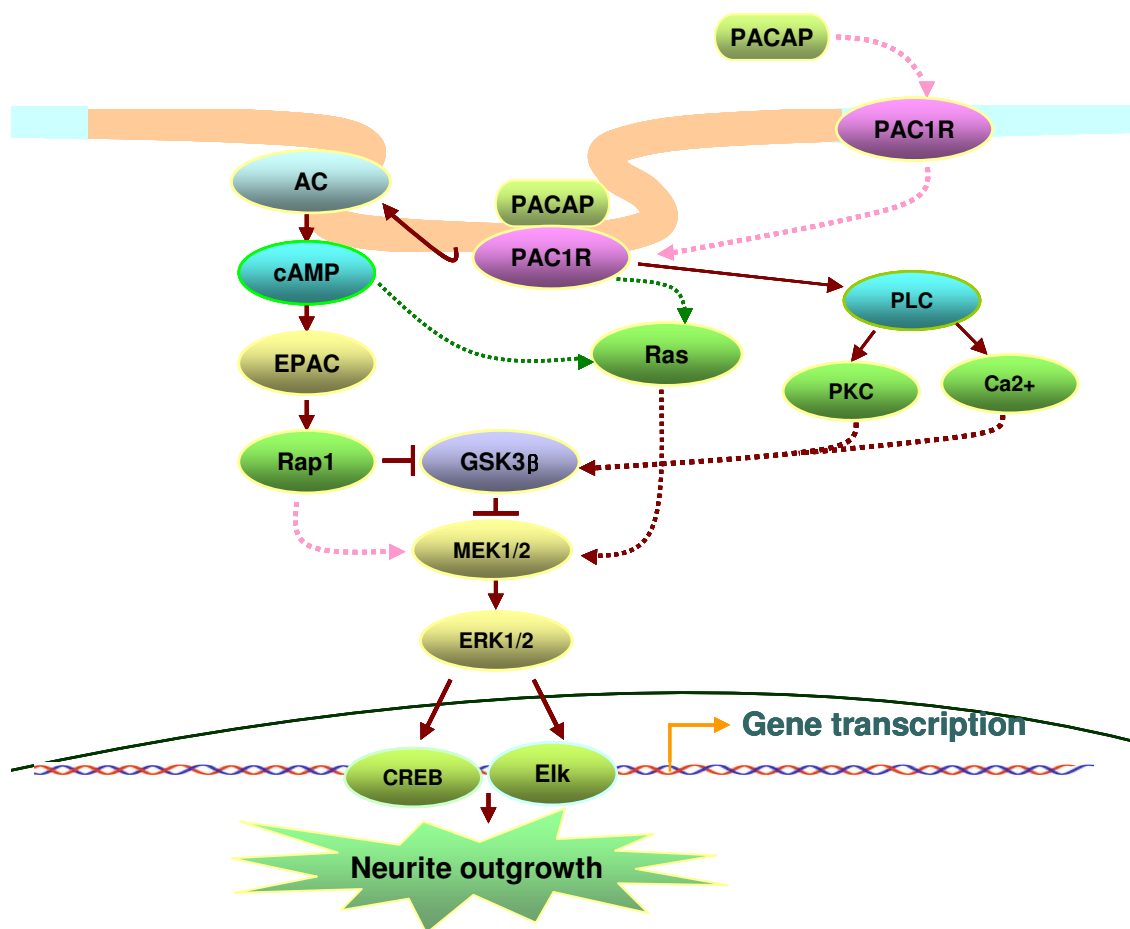 PACAP
PAC1R
AC
PACAP
PAC1R
cAMP
PLC
EPAC
Ras
PKC
Ca2+
Rap1
GSK3β
MEK1/2
ERK1/2
Gene transcription
CREB
Elk
Neurite outgrowth